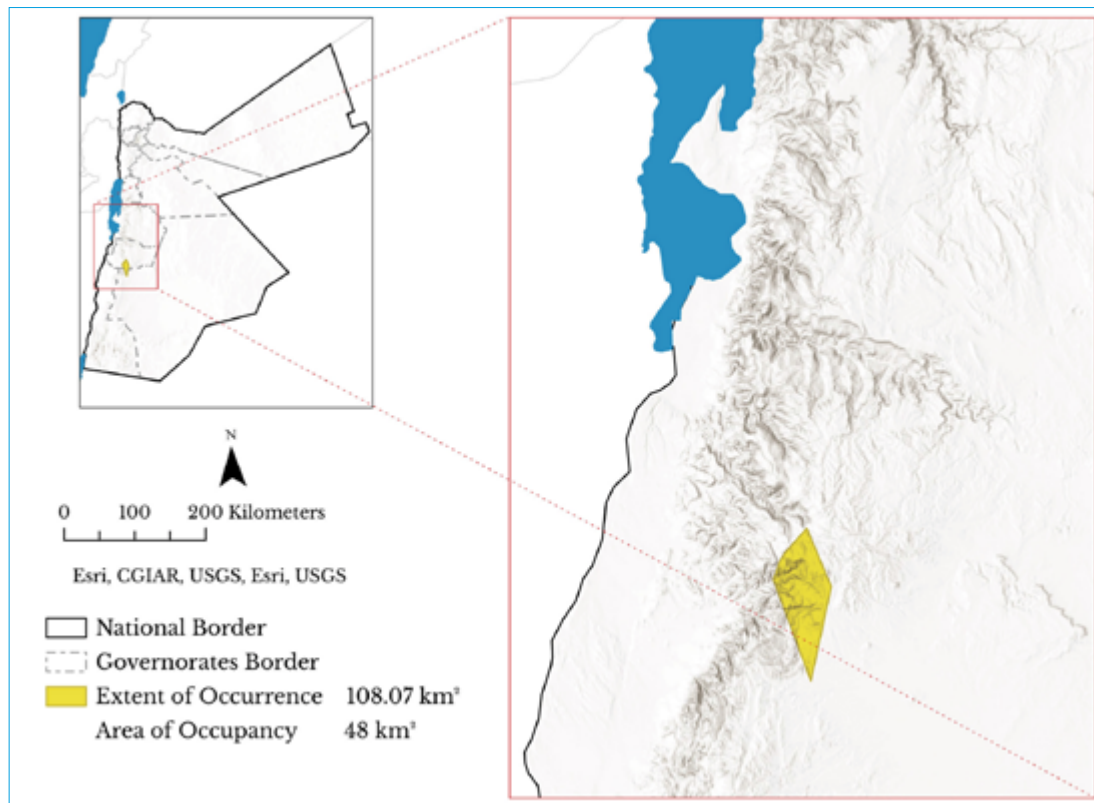 N
0 100 200 Kilometers
Esri, CGIAR, USGS, Esri, USGS
National Border
Governorates Border
Extent of Occurrence 108.07 km²
Area of Occupancy 48 km²